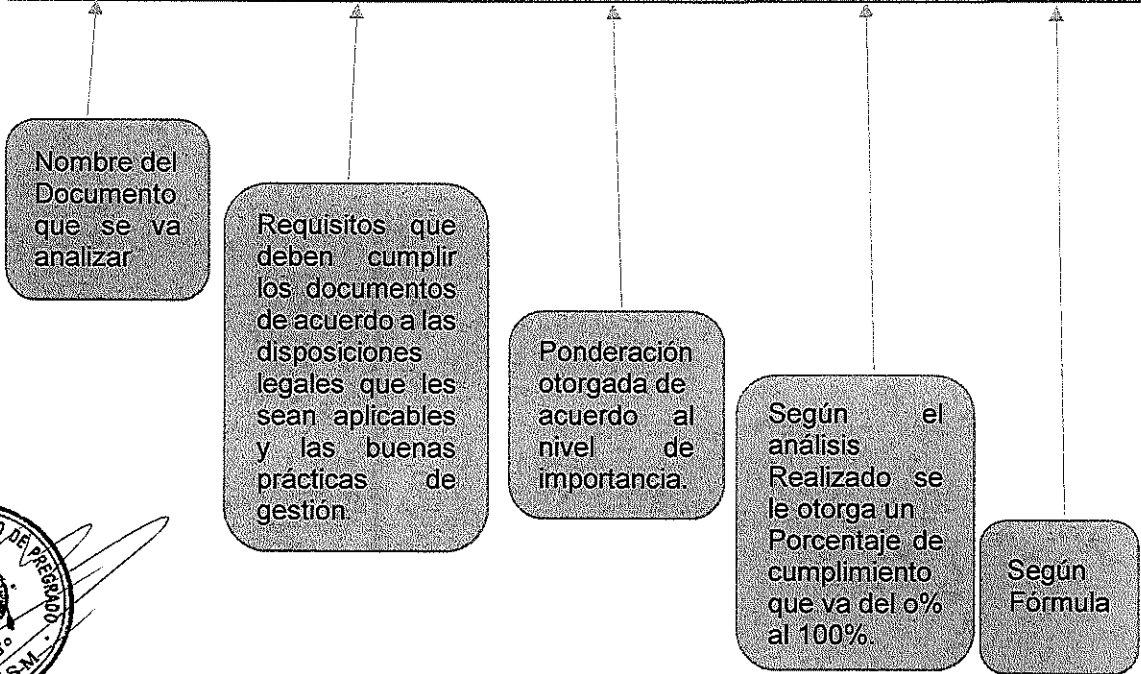 Nombre del
Documento
que se va
analizar
Requisitos que
deben cumplir
los documentos
de acuerdo a las
disposiciones
legales que les
sean aplicables
y las buenas
prácticas de
gestión.
Ponderación
otorgada de
acuerdo al
nivel de
importancia.
Según el
análisis
Realizado se
le otorga un
Porcentaje de
cumplimiento
que va del o%
al 100%
Según
Fórmula
DE PREGRADO